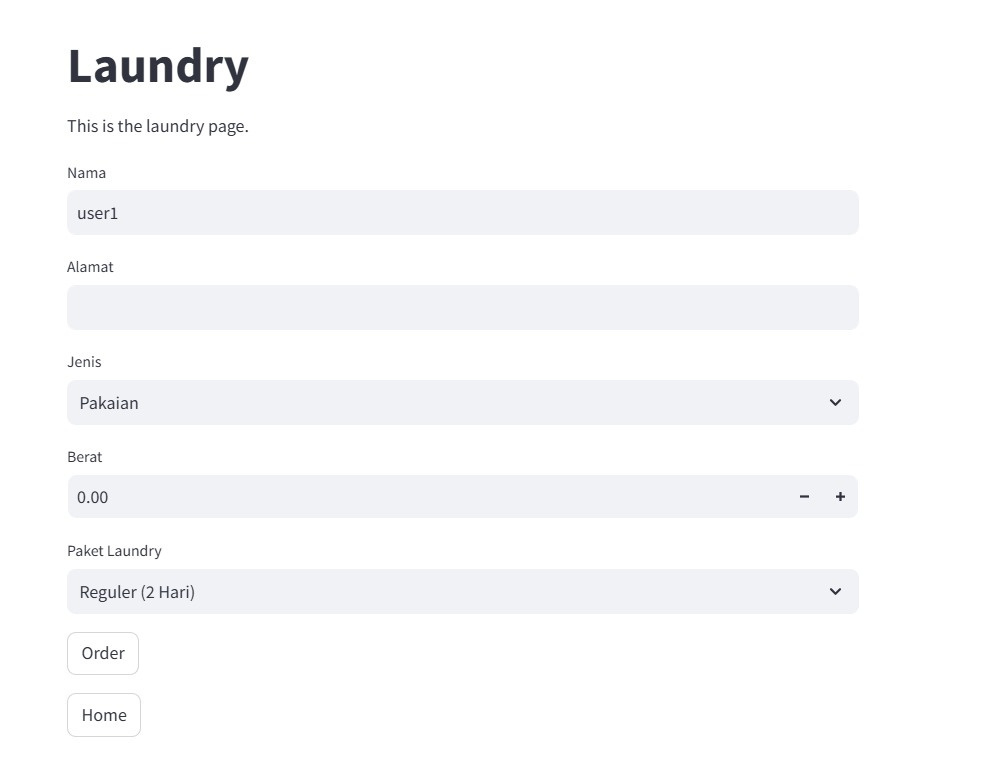 Laundry
This is the laundry page.
Nama
user1
Alamat
Jenis
Pakaian
Berat
0.00
Paket Laundry
Reguler (2 Hari)
Order
Home